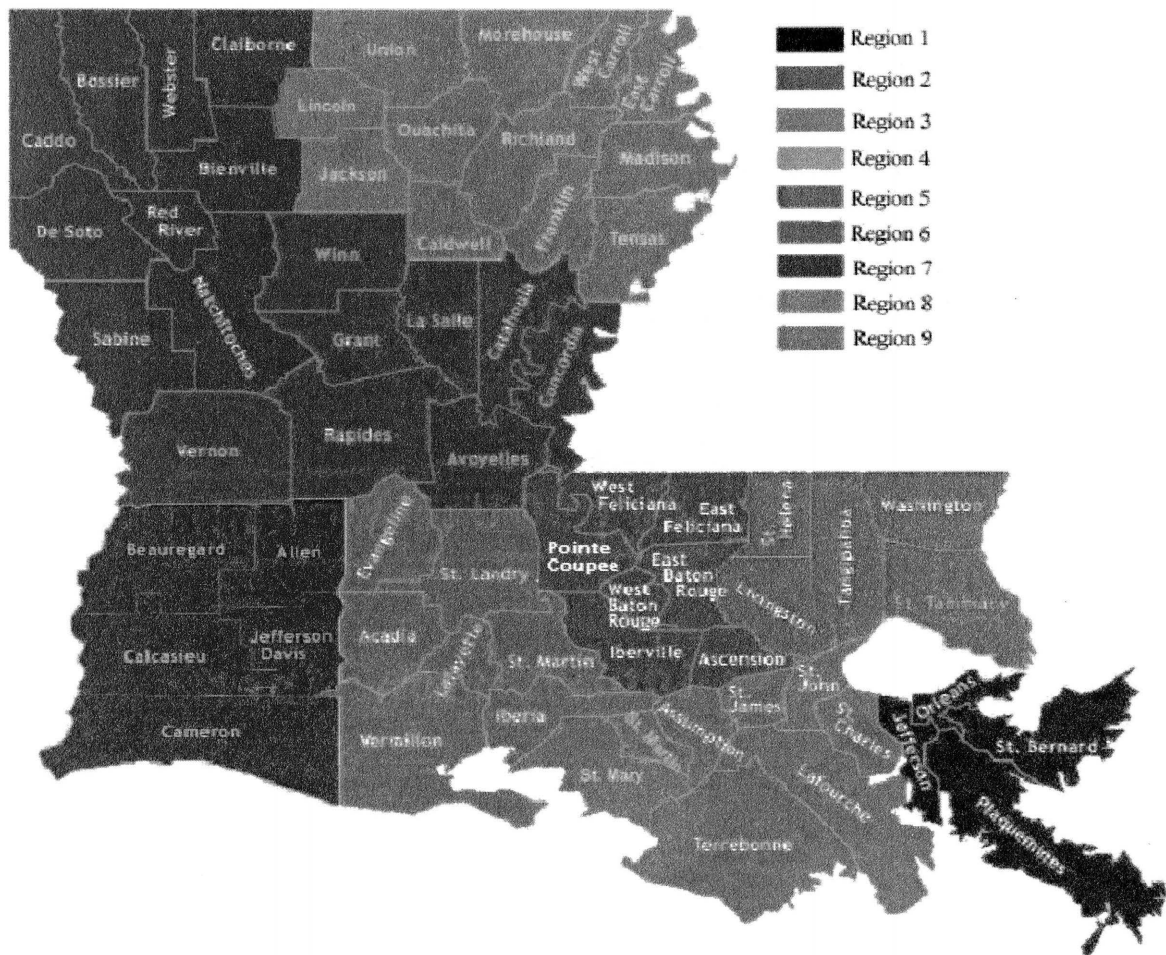 Claiborne
Union
Morehouse
West
Carroll
East
Carroll
Bossier
Webster
Lincoln
Ouachita
Richland
Caddo
Madison
Bienville
Jackson
Franklin
Red
River
De Soto
Winn
Caldwell
Tensas
Natchitoches
La Salle
Catahoula
Concordia
Sabine
Grant
Rapides
Vernon
Avoyelles
West
Feliciana
East
Feliciana
St.
Helena
Tangipahoa
Washington
Beauregard
Allen
Evangeline
St. Landry
Pointe
Coupee
East
Baton
Rouge
West
Baton
Rouge
Livingston
St. Tammany
Calcasieu
Jefferson
Davis
Acadia
Lafayette
St. Martin
Iberville
Ascension
St.
John
Cameron
Vermilion
Iberia
St. Martin
Assumption
St.
James
St.
Charles
Orleans
Jefferson
St. Bernard
St. Mary
Lafourche
Plaquemines
Terrebonne
Region 1
Region 2
Region 3
Region 4
Region 5
Region 6
Region 7
Region 8
Region 9